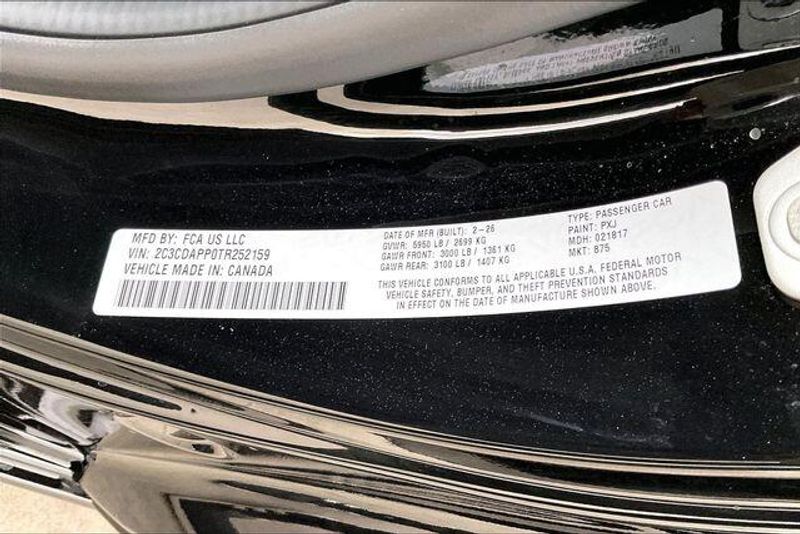 MFD BY: FCA US LLC
VIN: 2C3CDAPP0TR252159
VEHICLE MADE IN: CANADA
DATE OF MFR (BUILT): 2-26
GVWR: 5950 LB / 2699 KG
GAWR FRONT: 3000 LB / 1361 KG
GAWR REAR: 3100 LB / 1407 KG
TYPE: PASSENGER CAR
PAINT: PXJ
MDH: 021817
MKT: 875
THIS VEHICLE CONFORMS TO ALL APPLICABLE U.S.A. FEDERAL MOTOR
VEHICLE SAFETY, BUMPER, AND THEFT PREVENTION STANDARDS
IN EFFECT ON THE DATE OF MANUFACTURE SHOWN ABOVE.